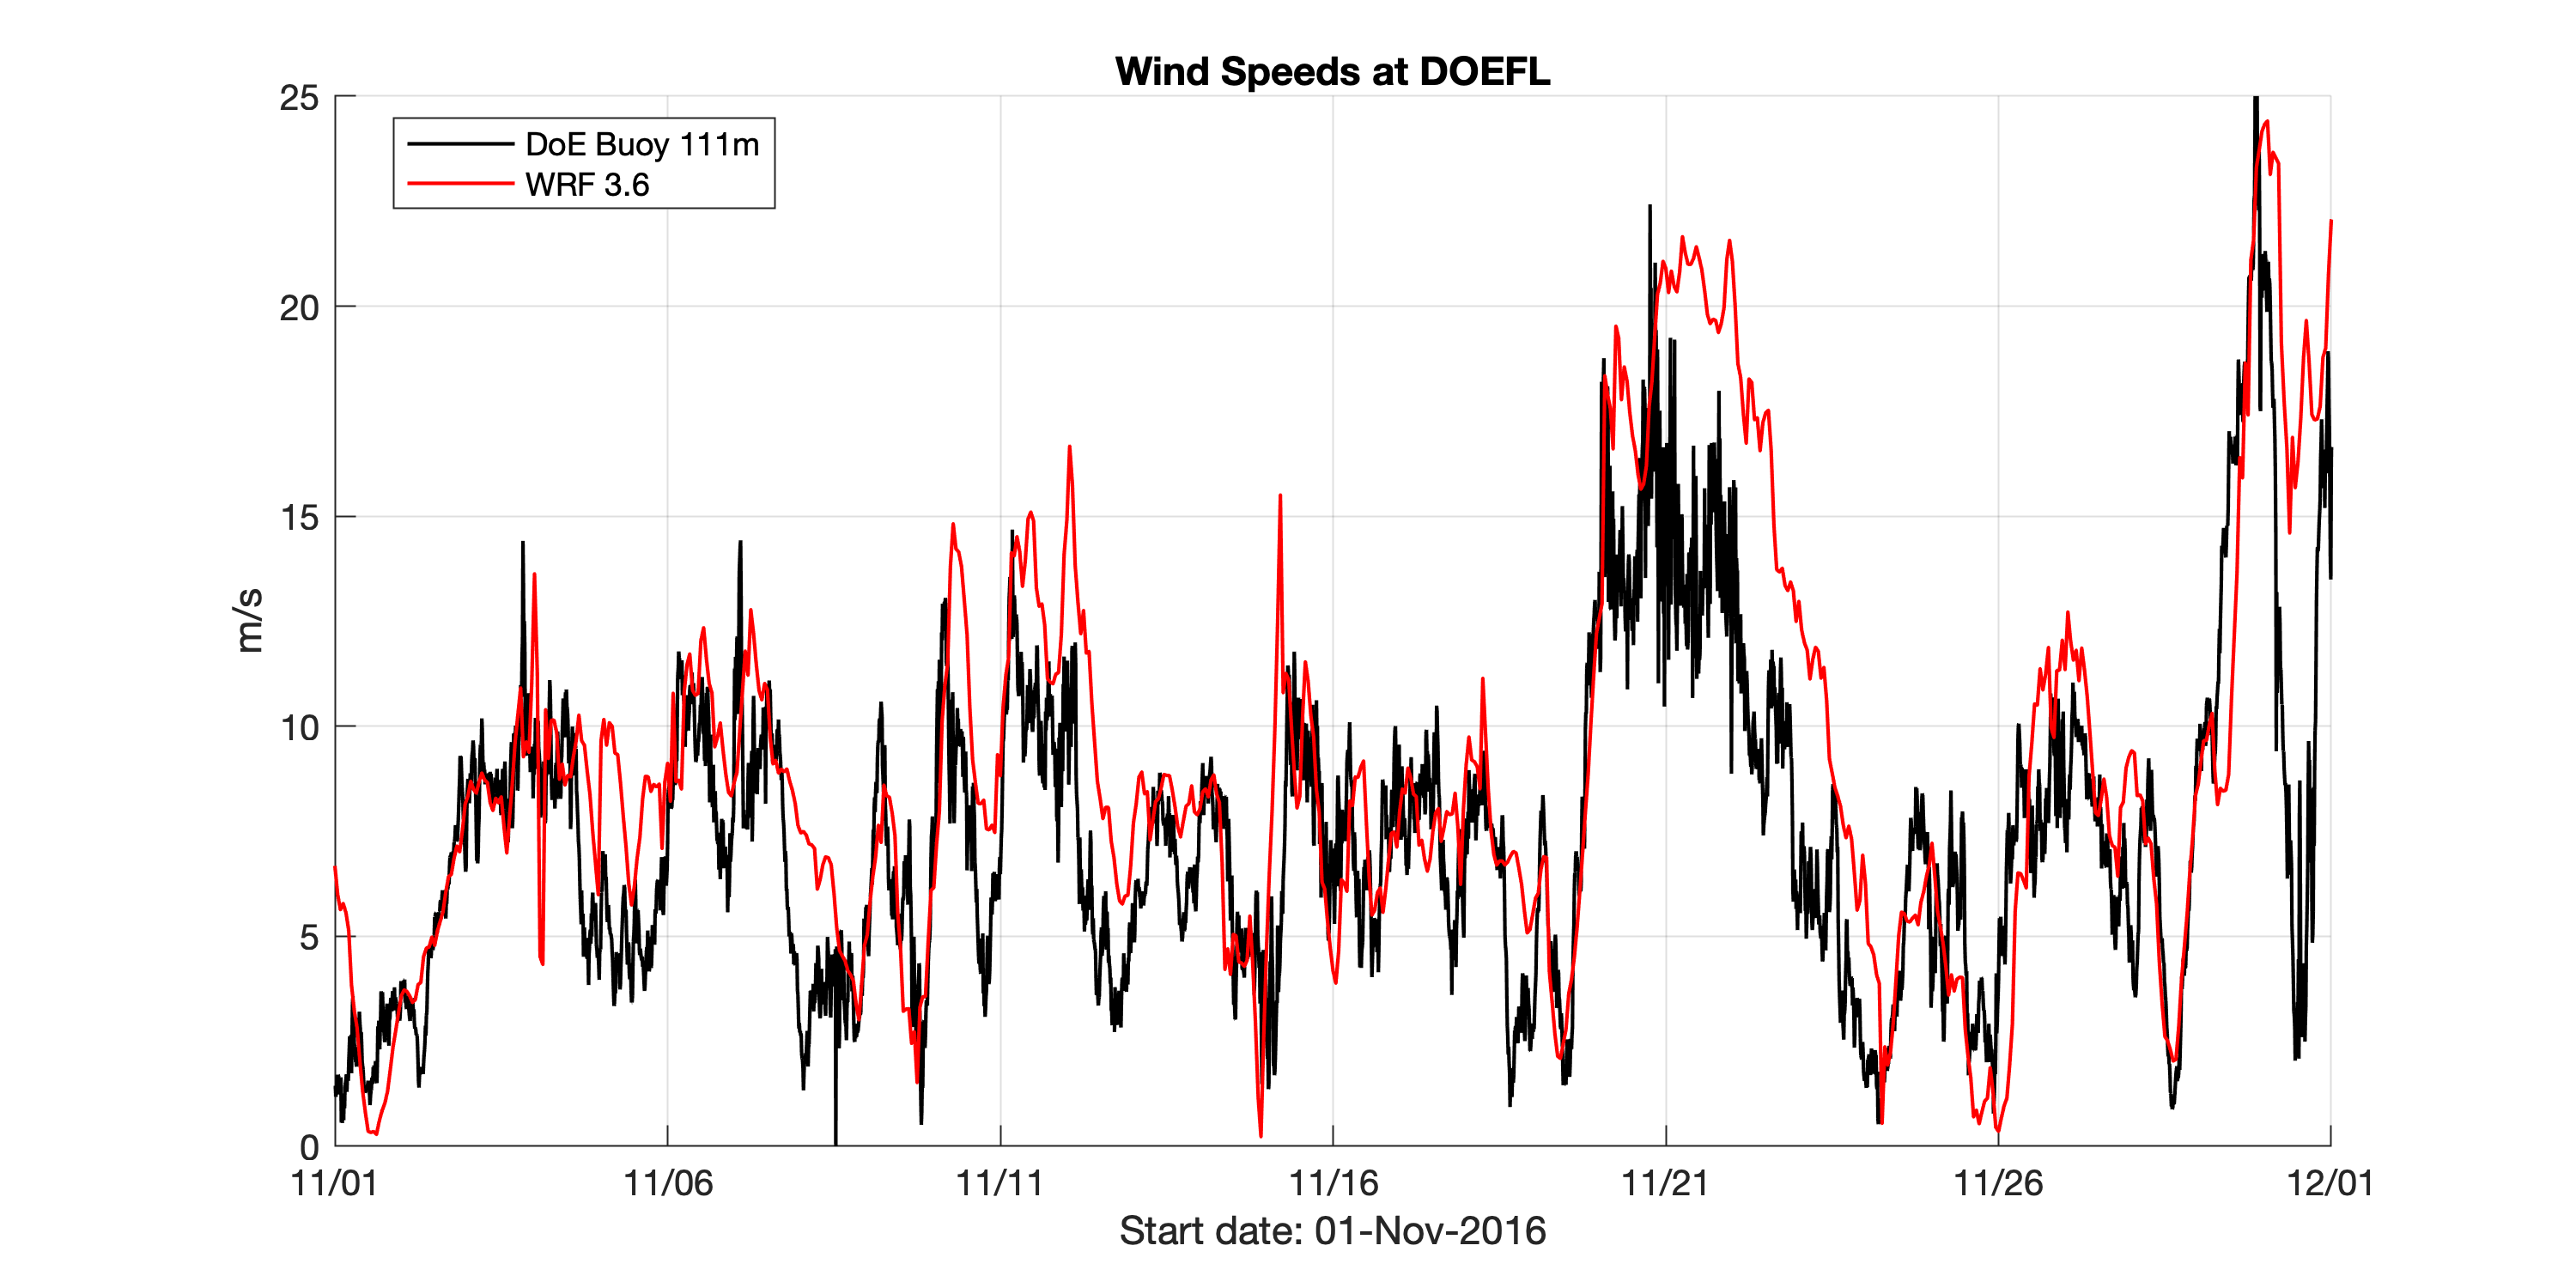 Wind Speeds at DOEFL
25
DoE Buoy 111m
WRF 3.6
20
15
m/s
10
5
0
11/01 11/06 11/11 11/16 11/21 11/26 12/01
Start date: 01-Nov-2016